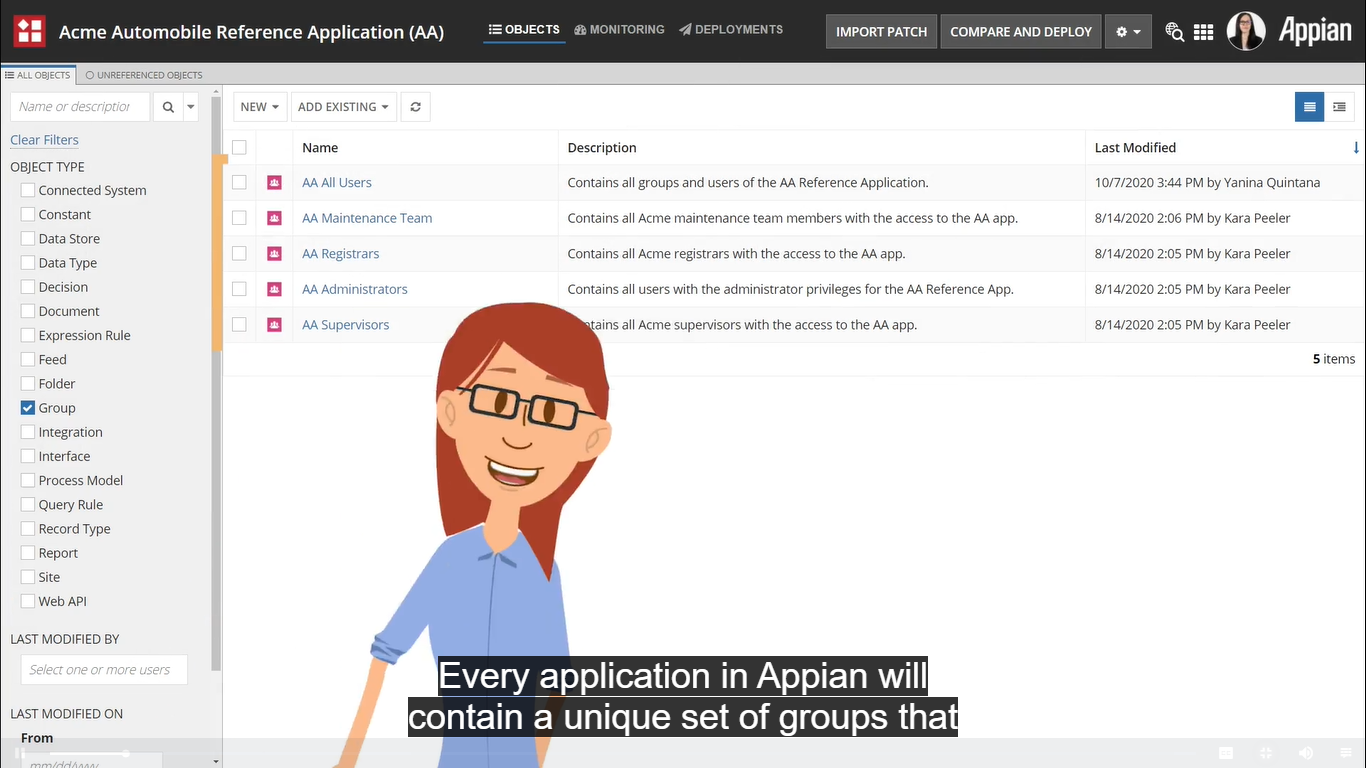 Acme Automobile Reference Application (AA)
OBJECTS
MONITORING
DEPLOYMENTS
IMPORT PATCH
COMPARE AND DEPLOY
Appian
ALL OBJECTS
UNREFERENCED OBJECTS
Name or description
NEW
ADD EXISTING
Clear Filters
OBJECT TYPE
Connected System
Constant
Data Store
Data Type
Decision
Document
Expression Rule
Feed
Folder
Group
Integration
Interface
Process Model
Query Rule
Record Type
Report
Site
Web API
LAST MODIFIED BY
Select one or more users
LAST MODIFIED ON
From
mm/dd/yyyy
Name Description Last Modified
AA All Users Contains all groups and users of the AA Reference Application. 10/7/2020 3:44 PM by Yanina Quintana
AA Maintenance Team Contains all Acme maintenance team members with the access to the AA app. 8/14/2020 2:06 PM by Kara Peeler
AA Registrars Contains all Acme registrars with the access to the AA app. 8/14/2020 2:05 PM by Kara Peeler
AA Administrators Contains all users with the administrator privileges for the AA Reference App. 8/14/2020 2:05 PM by Kara Peeler
AA Supervisors Contains all Acme supervisors with the access to the AA app. 8/14/2020 2:05 PM by Kara Peeler
5 items
Every application in Appian will
contain a unique set of groups that